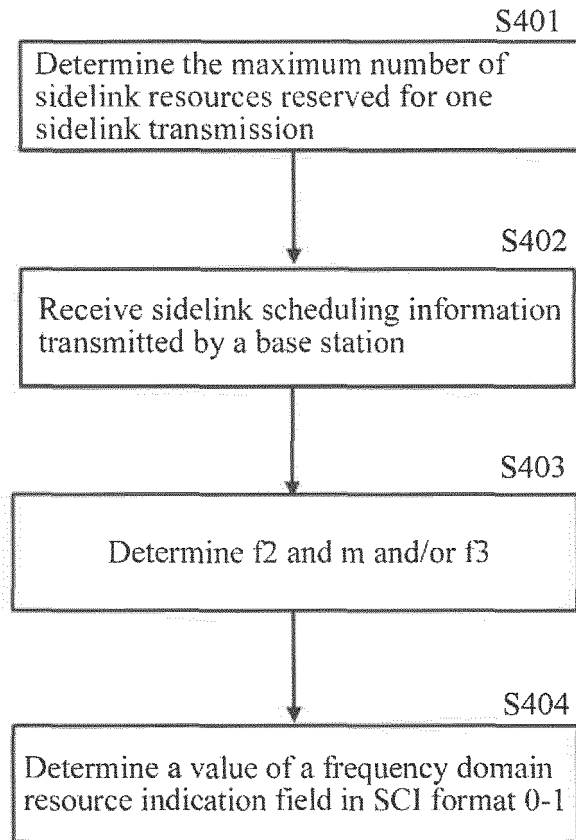 S401
Determine the maximum number of
sidelink resources reserved for one
sidelink transmission
S402
Receive sidelink scheduling information
transmitted by a base station
S403
Determine f2 and m and/or f3
S404
Determine a value of a frequency domain
resource indication field in SCI format 0-1